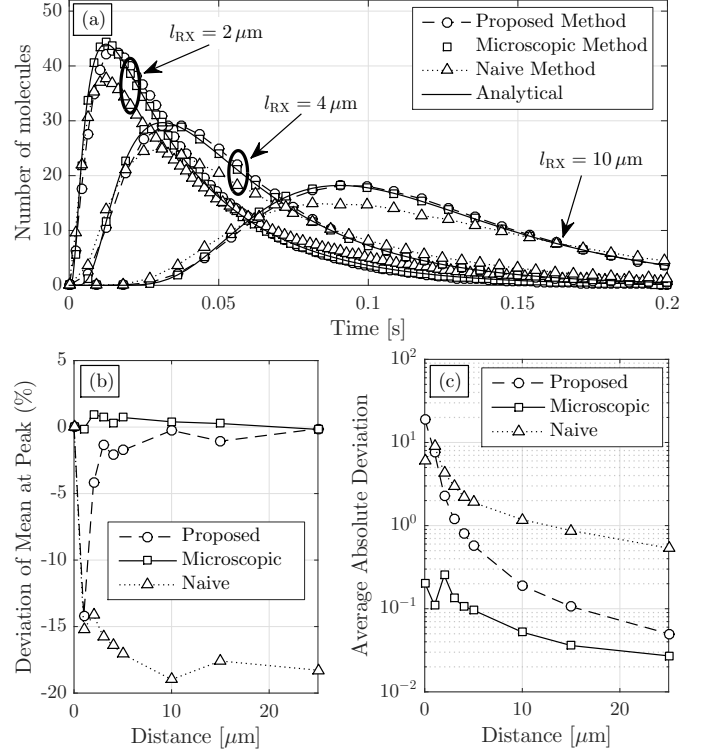 (a)
l_RX = 2 μm
l_RX = 4 μm
l_RX = 10 μm
Proposed Method
Microscopic Method
Naive Method
Analytical
Number of molecules
50
40
30
20
10
0
0
0.05
0.1
0.15
0.2
Time [s]
(b)
Deviation of Mean at Peak (%)
5
0
-5
-10
-15
-20
Proposed
Microscopic
Naive
0
10
20
Distance [μm]
(c)
Average Absolute Deviation
10^2
10^1
10^0
10^-1
10^-2
Proposed
Microscopic
Naive
0
10
20
Distance [μm]